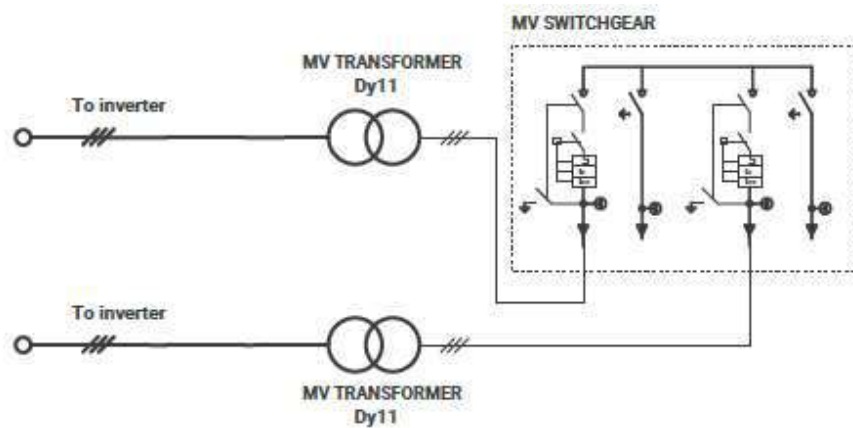 MV SWITCHGEAR
MV TRANSFORMER
Dy11
To inverter
To inverter
MV TRANSFORMER
Dy11